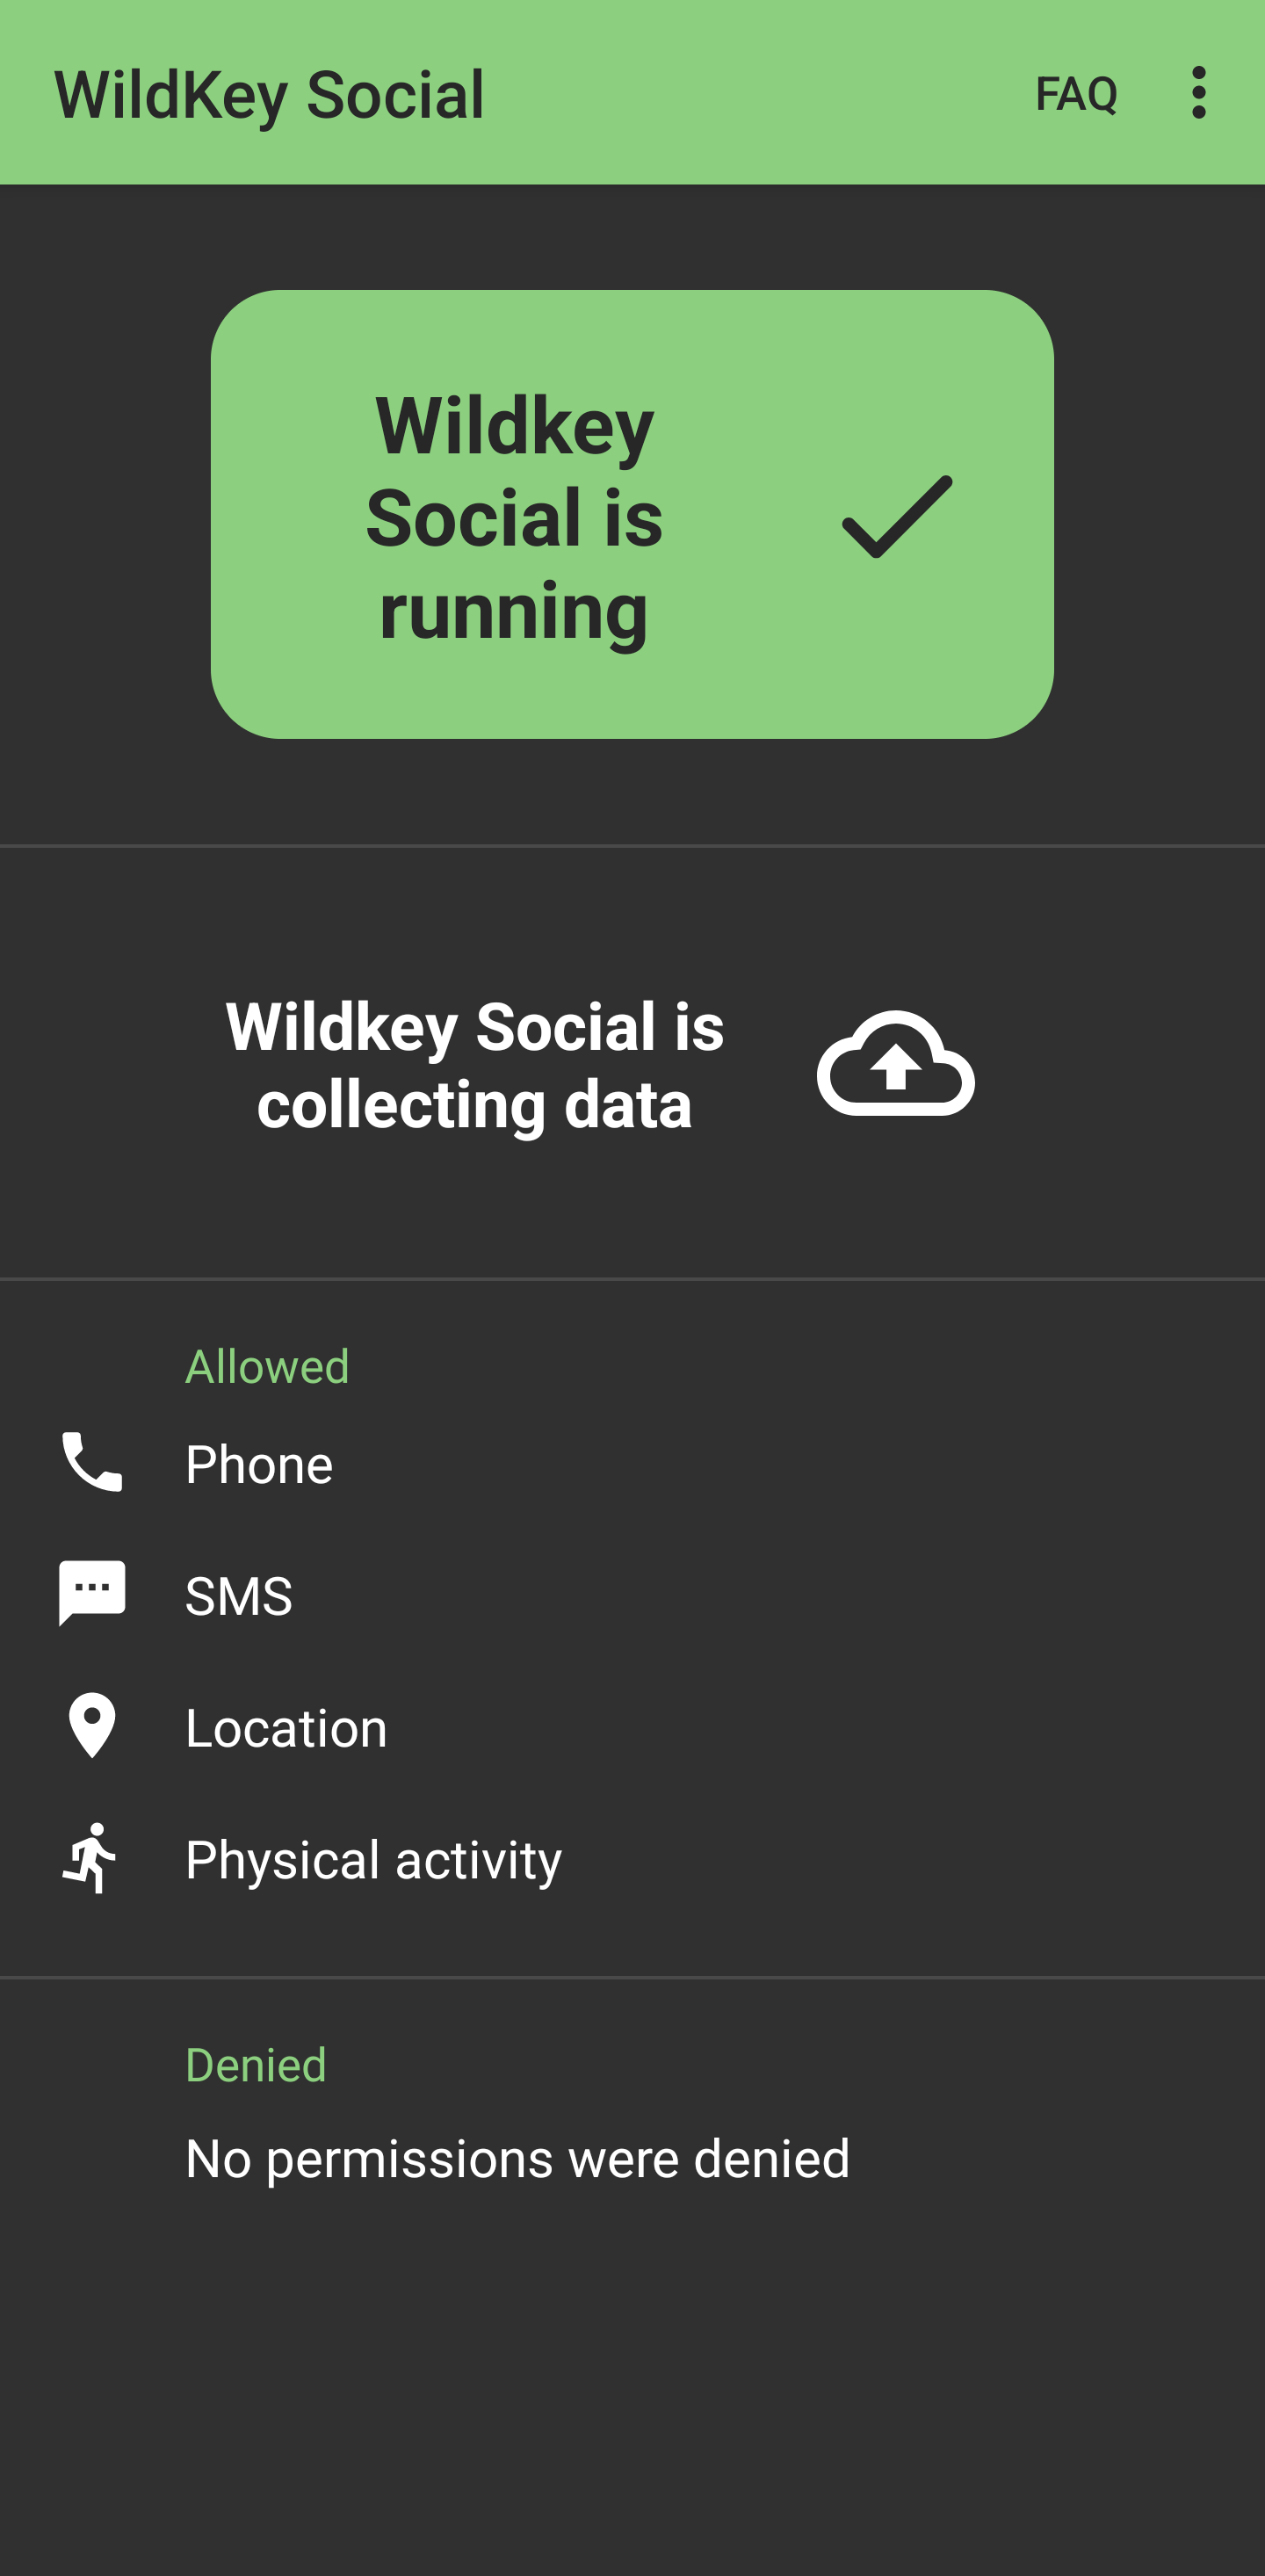 WildKey Social
FAQ
Wildkey
Social is
running
Wildkey Social is
collecting data
Allowed
Phone
SMS
Location
Physical activity
Denied
No permissions were denied